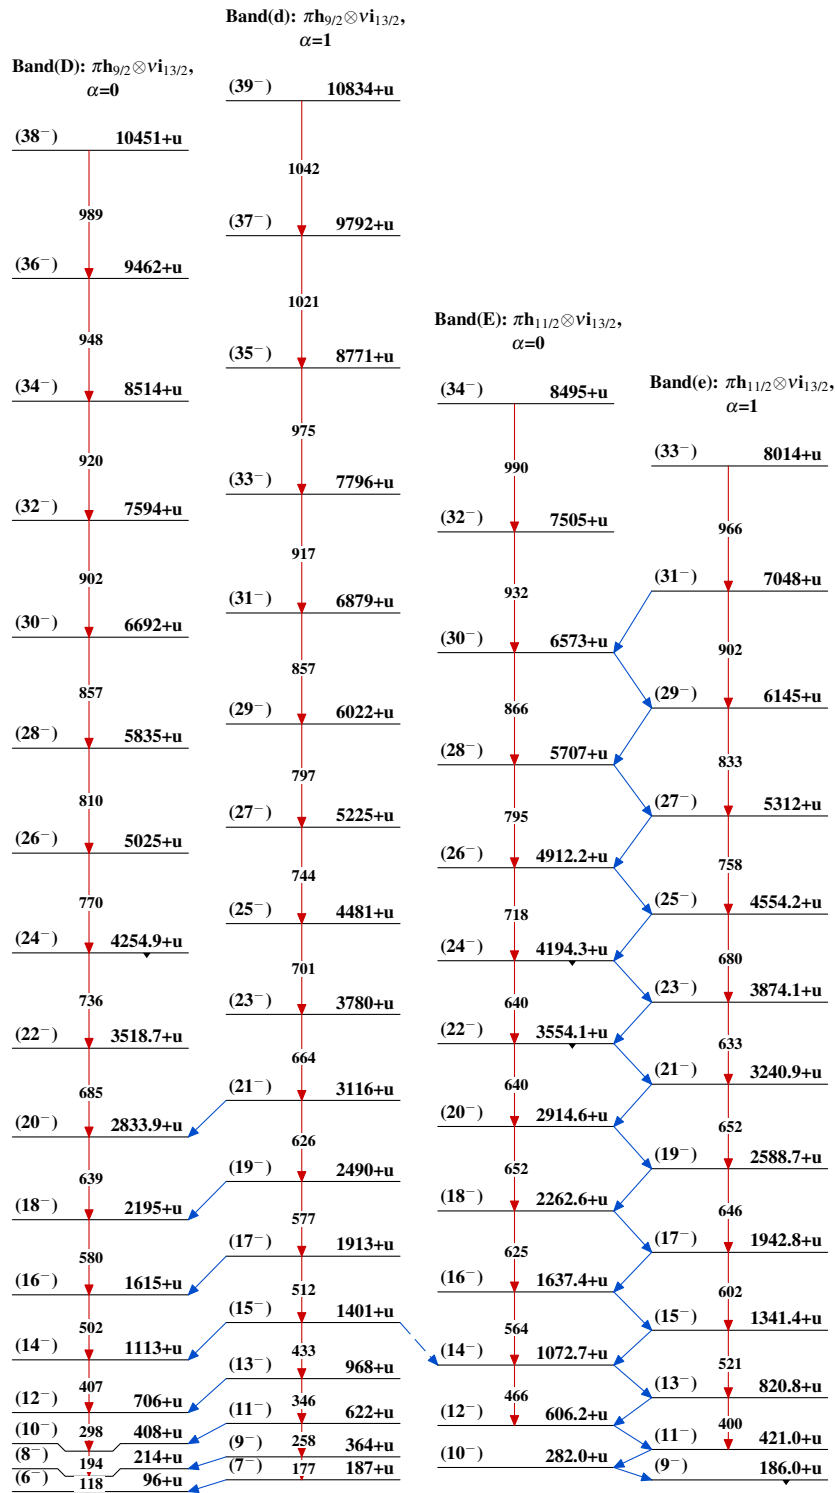 Band(D): πh9/2⊗νi13/2,
α=0
(38⁻) 10451+u
989
(36⁻) 9462+u
948
(34⁻) 8514+u
920
(32⁻) 7594+u
902
(30⁻) 6692+u
857
(28⁻) 5835+u
810
(26⁻) 5025+u
770
(24⁻) 4254.9+u
736
(22⁻) 3518.7+u
685
(20⁻) 2833.9+u
639
(18⁻) 2195+u
580
(16⁻) 1615+u
502
(14⁻) 1113+u
407
(12⁻) 706+u
298
(10⁻) 408+u
194
(8⁻) 214+u
118
(6⁻) 96+u
Band(d): πh9/2⊗νi13/2,
α=1
(39⁻) 10834+u
1042
(37⁻) 9792+u
1021
(35⁻) 8771+u
975
(33⁻) 7796+u
917
(31⁻) 6879+u
857
(29⁻) 6022+u
797
(27⁻) 5225+u
744
(25⁻) 4481+u
701
(23⁻) 3780+u
664
(21⁻) 3116+u
626
(19⁻) 2490+u
577
(17⁻) 1913+u
512
(15⁻) 1401+u
433
(13⁻) 968+u
346
(11⁻) 622+u
258
(9⁻) 364+u
177
(7⁻) 187+u
Band(E): πh11/2⊗νi13/2,
α=0
(34⁻) 8495+u
990
(32⁻) 7505+u
932
(30⁻) 6573+u
866
(28⁻) 5707+u
795
(26⁻) 4912.2+u
718
(24⁻) 4194.3+u
640
(22⁻) 3554.1+u
640
(20⁻) 2914.6+u
652
(18⁻) 2262.6+u
625
(16⁻) 1637.4+u
564
(14⁻) 1072.7+u
466
(12⁻) 606.2+u
(10⁻) 282.0+u
Band(e): πh11/2⊗νi13/2,
α=1
(33⁻) 8014+u
966
(31⁻) 7048+u
902
(29⁻) 6145+u
833
(27⁻) 5312+u
758
(25⁻) 4554.2+u
680
(23⁻) 3874.1+u
633
(21⁻) 3240.9+u
652
(19⁻) 2588.7+u
646
(17⁻) 1942.8+u
602
(15⁻) 1341.4+u
521
(13⁻) 820.8+u
400
(11⁻) 421.0+u
(9⁻) 186.0+u